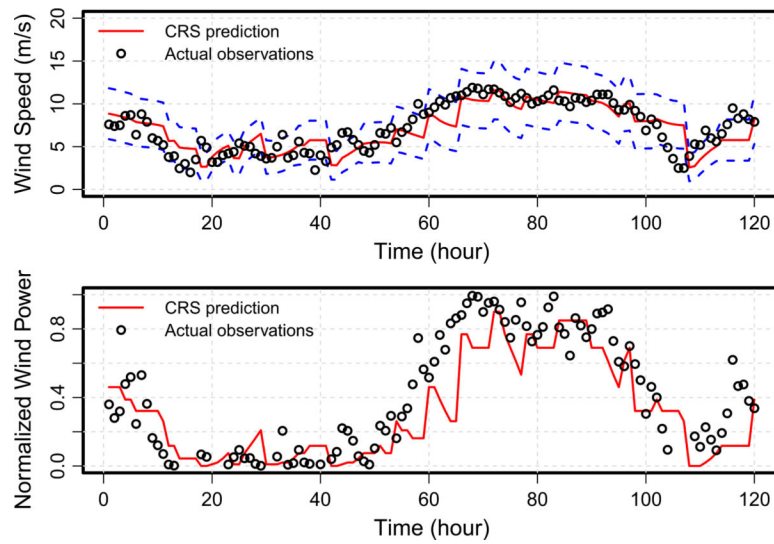 Wind Speed (m/s)
20
15
10
5
0
CRS prediction
Actual observations
0 20 40 60 80 100 120
Time (hour)
Normalized Wind Power
0.8
0.4
0.0
CRS prediction
Actual observations
0 20 40 60 80 100 120
Time (hour)